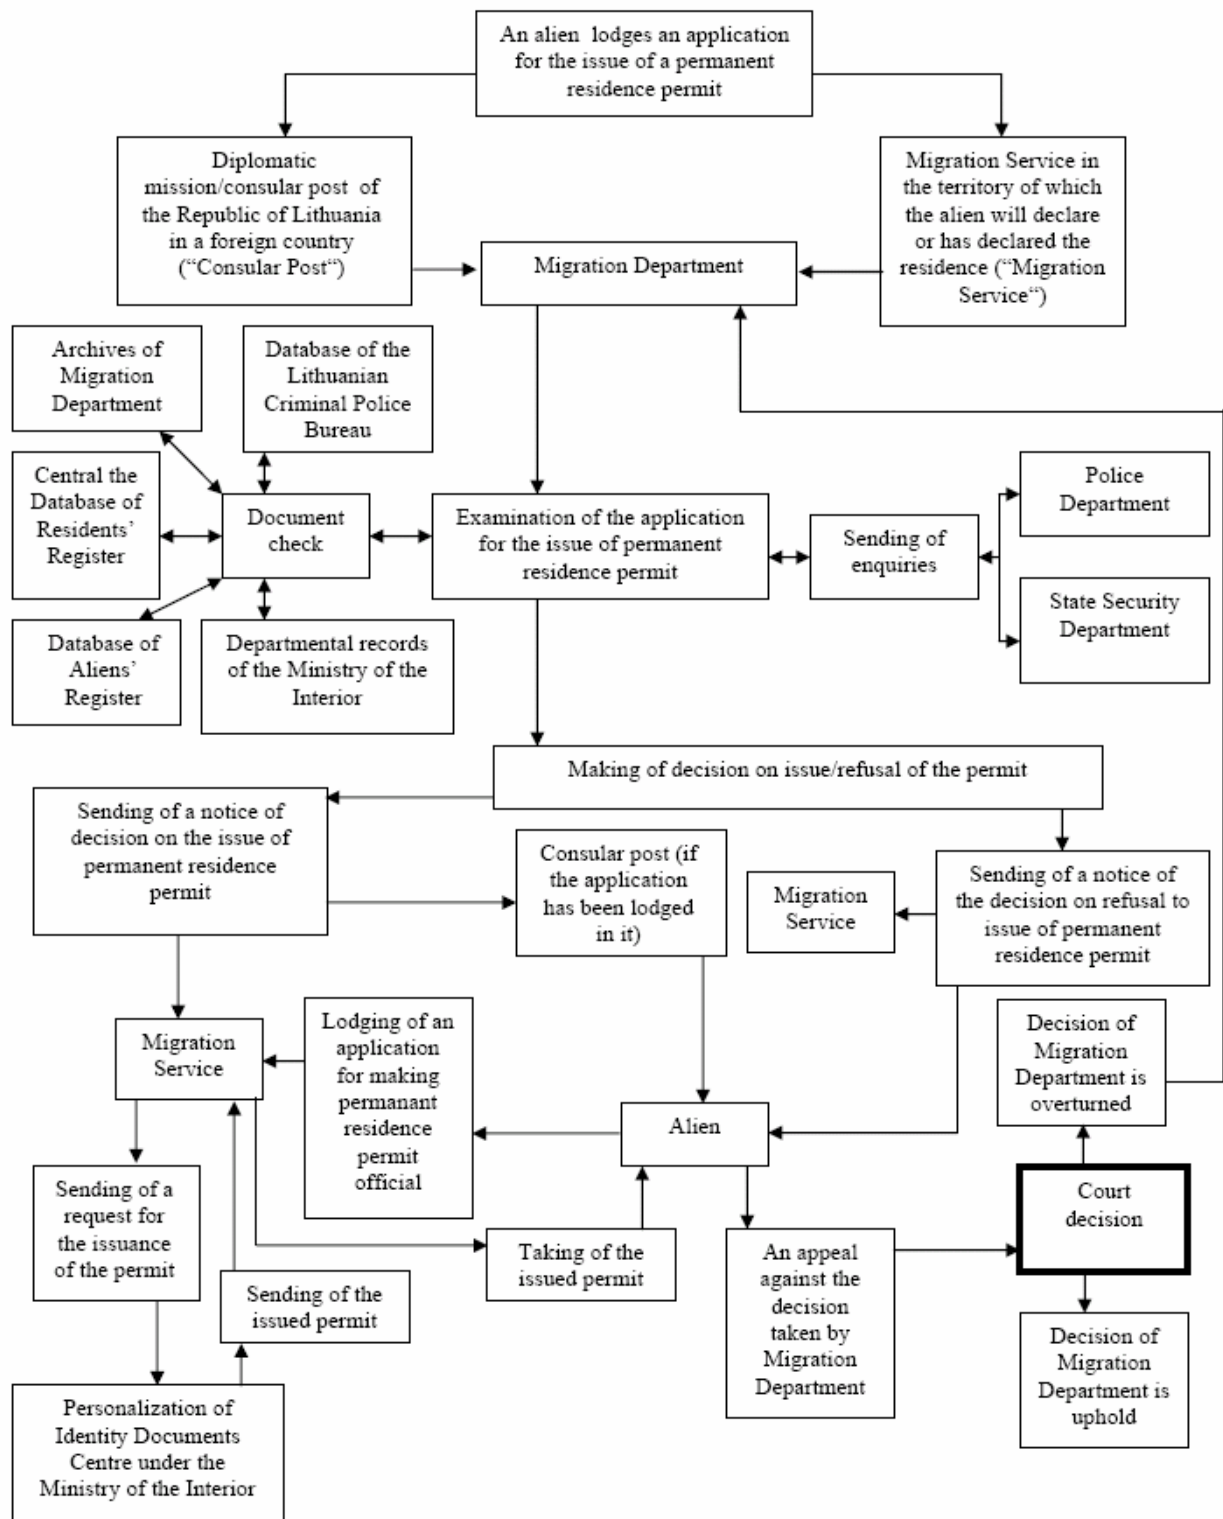 An alien lodges an application
for the issue of a permanent
residence permit
Diplomatic
mission/consular post of
the Republic of Lithuania
in a foreign country
(“Consular Post“)
Migration Department
Migration Service in
the territory of which
the alien will declare
or has declared the
residence (“Migration
Service“)
Archives of
Migration
Department
Database of the
Lithuanian
Criminal Police
Bureau
Central the
Database of
Residents’
Register
Document
check
Examination of the application
for the issue of permanent
residence permit
Sending of
enquiries
Police
Department
State Security
Department
Database of
Aliens’
Register
Departmental records
of the Ministry of the
Interior
Making of decision on issue/refusal of the permit
Sending of a notice of
decision on the issue of
permanent residence
permit
Consular post (if
the application
has been lodged
in it)
Migration
Service
Sending of a notice of
the decision on refusal to
issue of permanent
residence permit
Migration
Service
Lodging of an
application
for making
permanant
residence
permit
official
Alien
Decision of
Migration
Department is
overturned
Sending of a
request for
the issuance
of the permit
Sending of the
issued permit
Taking of the
issued permit
An appeal
against the
decision
taken by
Migration
Department
Court
decision
Decision of
Migration
Department is
uphold
Personalization of
Identity Documents
Centre under the
Ministry of the Interior